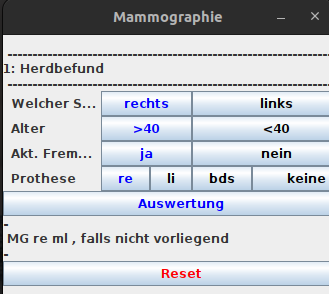 Mammographie
--------------------------------------------------------------------------------
1: Herdbefund
--------------------------------------------------------------------------------
Welcher S... rechts links
Alter >40 <40
Akt. Frem... ja nein
Prothese re li bds keine
Auswertung
-
MG re ml , falls nicht vorliegend
-
Reset